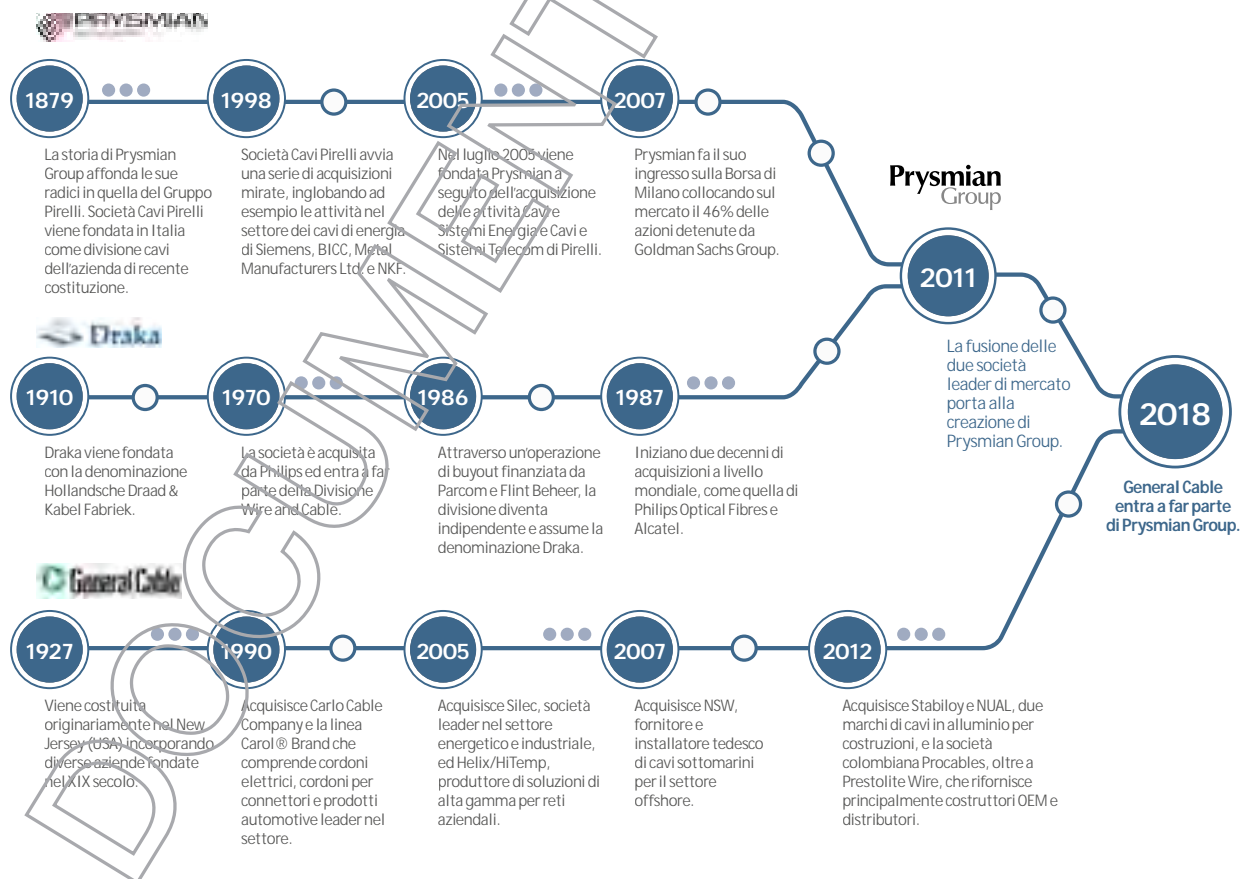 PRYSMIAN
1879
1998
2005
2007
La storia di Prysmian
Group affonda le sue
radici in quella del Gruppo
Pirelli. Società Cavi Pirelli
viene fondata in Italia
come divisione cavi
dell'azienda di recente
costituzione.
Società Cavi Pirelli avvia
una serie di acquisizioni
mirate, inglobando ad
esempio le attività nel
settore dei cavi di energia
di Siemens, BICC, Metal
Manufacturers Ltd. e NKF.
Nel luglio 2005 viene
fondata Prysmian a
seguito dell'acquisizione
delle attività Cavi e
Sistemi Energia e Cavi e
Sistemi Telecom di Pirelli.
Prysmian fa il suo
ingresso sulla Borsa di
Milano collocando sul
mercato il 46% delle
azioni detenute da
Goldman Sachs Group.
Prysmian
Group
2011
La fusione delle
due società
leader di mercato
porta alla
creazione di
Prysmian Group.
Draka
1910
1970
1986
1987
Draka viene fondata
con la denominazione
Hollandsche Draad &
Kabel Fabriek.
La società è acquisita
da Philips ed entra a far
parte della Divisione
Wire and Cable.
Attraverso un'operazione
di buyout finanziata da
Parcom e Flint Beheer, la
divisione diventa
indipendente e assume la
denominazione Draka.
Iniziano due decenni di
acquisizioni a livello
mondiale, come quella di
Philips Optical Fibres e
Alcatel.
2018
General Cable
entra a far parte
di Prysmian Group.
General Cable
1927
1990
2005
2007
2012
Viene costituita
originariamente nel New
Jersey (USA) incorporando
diverse aziende fondate
nel XIX secolo.
Acquisisce Carlo Cable
Company e la linea
Carol ® Brand che
comprende cordoni
elettrici, cordoni per
connettori e prodotti
automotive leader nel
settore.
Acquisisce Silec, società
leader nel settore
energetico e industriale,
ed Helix/HiTemp,
produttore di soluzioni di
alta gamma per reti
aziendali.
Acquisisce NSW,
fornitore e
installatore tedesco
di cavi sottomarini
per il settore
offshore.
Acquisisce Stabiloy e NUAL, due
marchi di cavi in alluminio per
costruzioni, e la società
colombiana Procables, oltre a
Prestolite Wire, che rifornisce
principalmente costruttori OEM e
distributori.
DOCUMENT